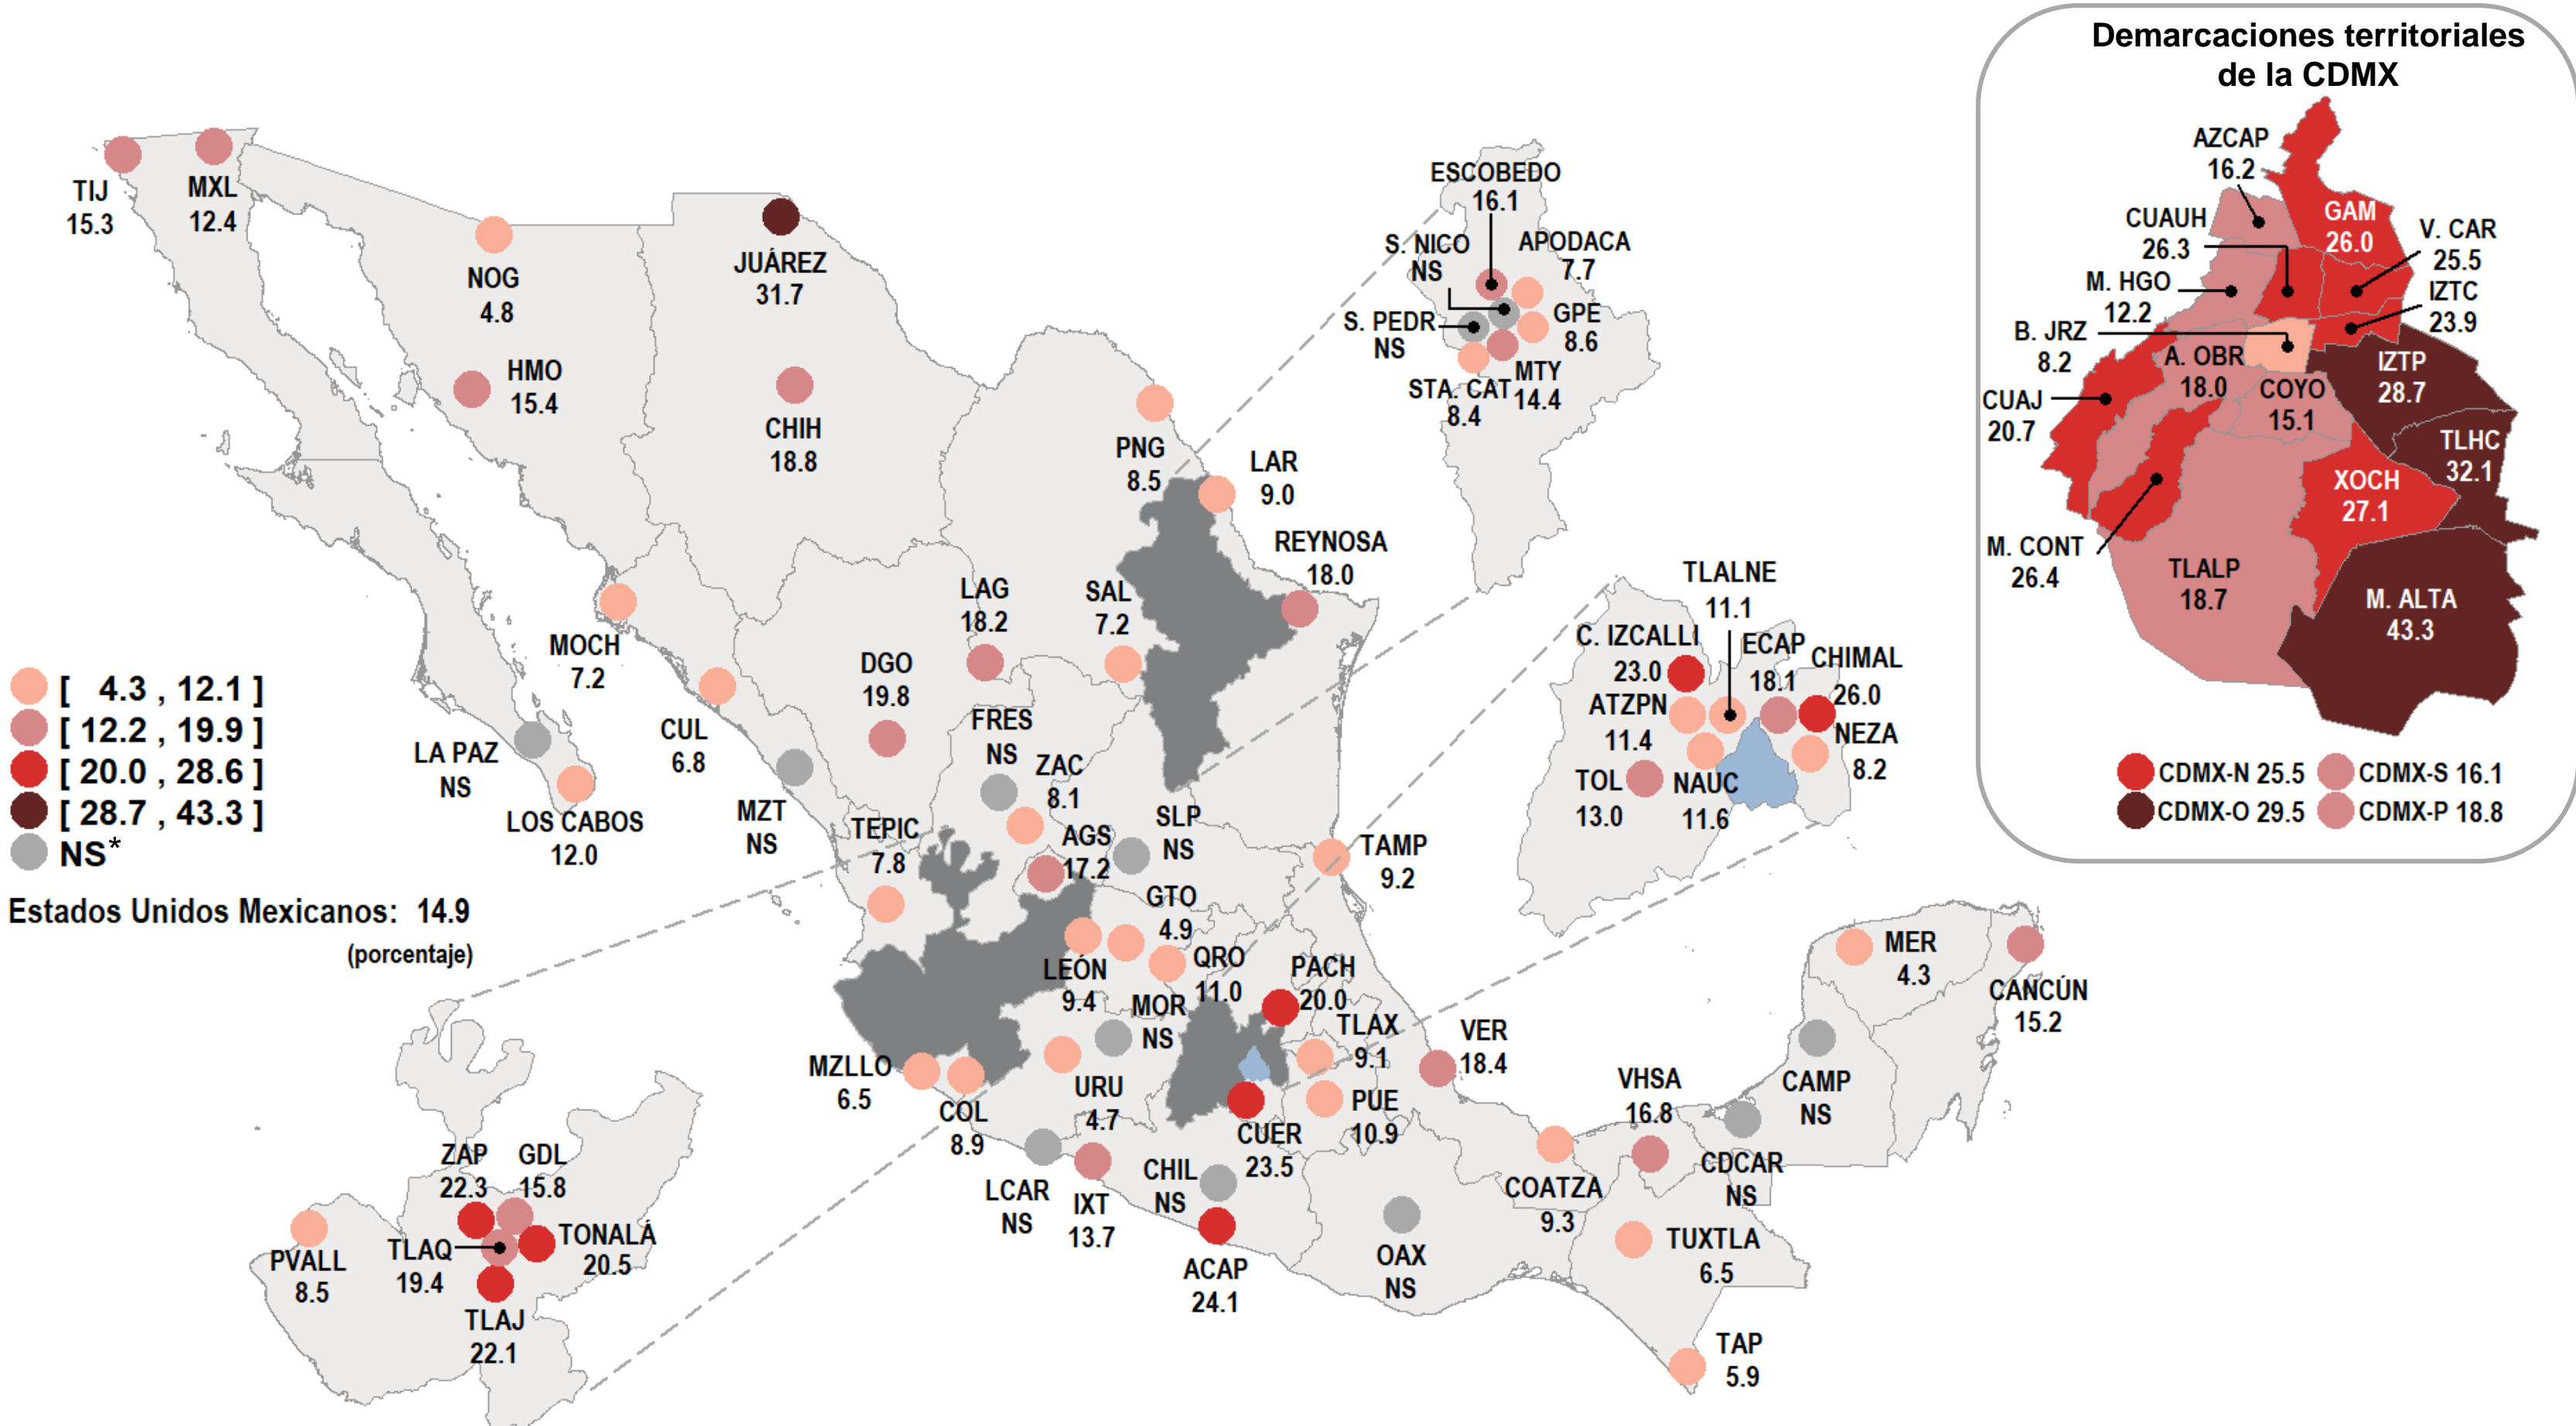 Demarcaciones territoriales
de la CDMX
AZCAP
16.2
CUAUH
26.3
GAM
26.0
V. CAR
25.5
M. HGO
12.2
IZTC
23.9
B. JRZ
8.2
A. OBR
18.0
IZTP
28.7
CUAJ
20.7
COYO
15.1
TLHC
32.1
XOCH
27.1
M. CONT
26.4
TLALP
18.7
M. ALTA
43.3
CDMX-N 25.5
CDMX-S 16.1
CDMX-O 29.5
CDMX-P 18.8
TIJ
15.3
MXL
12.4
NOG
4.8
JUÁREZ
31.7
HMO
15.4
CHIH
18.8
ESCOBEDO
16.1
S. NICO
NS
APODACA
7.7
S. PEDR
NS
GPE
8.6
STA. CAT
8.4
MTY
14.4
PNG
8.5
LAR
9.0
REYNOSA
18.0
LAG
18.2
SAL
7.2
MOCH
7.2
DGO
19.8
CUL
6.8
LA PAZ
NS
LOS CABOS
12.0
MZT
NS
FRES
NS
ZAC
8.1
TEPIC
7.8
AGS
17.2
SLP
NS
TAMP
9.2
GTO
4.9
LEÓN
9.4
QRO
11.0
PACH
20.0
MOR
NS
TLAX
9.1
VER
18.4
MZLLO
6.5
COL
8.9
URU
4.7
CUER
23.5
PUE
10.9
LCAR
NS
IXT
13.7
CHIL
NS
ACAP
24.1
OAX
NS
COATZA
9.3
VHSA
16.8
CDCAR
NS
CAMP
NS
MER
4.3
CANCÚN
15.2
TUXTLA
6.5
TAP
5.9
TLALNE
11.1
C. IZCALLI
23.0
ECAP
18.1
CHIMAL
26.0
ATZPN
11.4
NEZA
8.2
TOL
13.0
NAUC
11.6
[ 4.3 , 12.1 ]
[ 12.2 , 19.9 ]
[ 20.0 , 28.6 ]
[ 28.7 , 43.3 ]
NS*
Estados Unidos Mexicanos: 14.9
(porcentaje)
ZAP
22.3
GDL
15.8
PVALL
8.5
TLAQ
19.4
TONALÁ
20.5
TLAJ
22.1